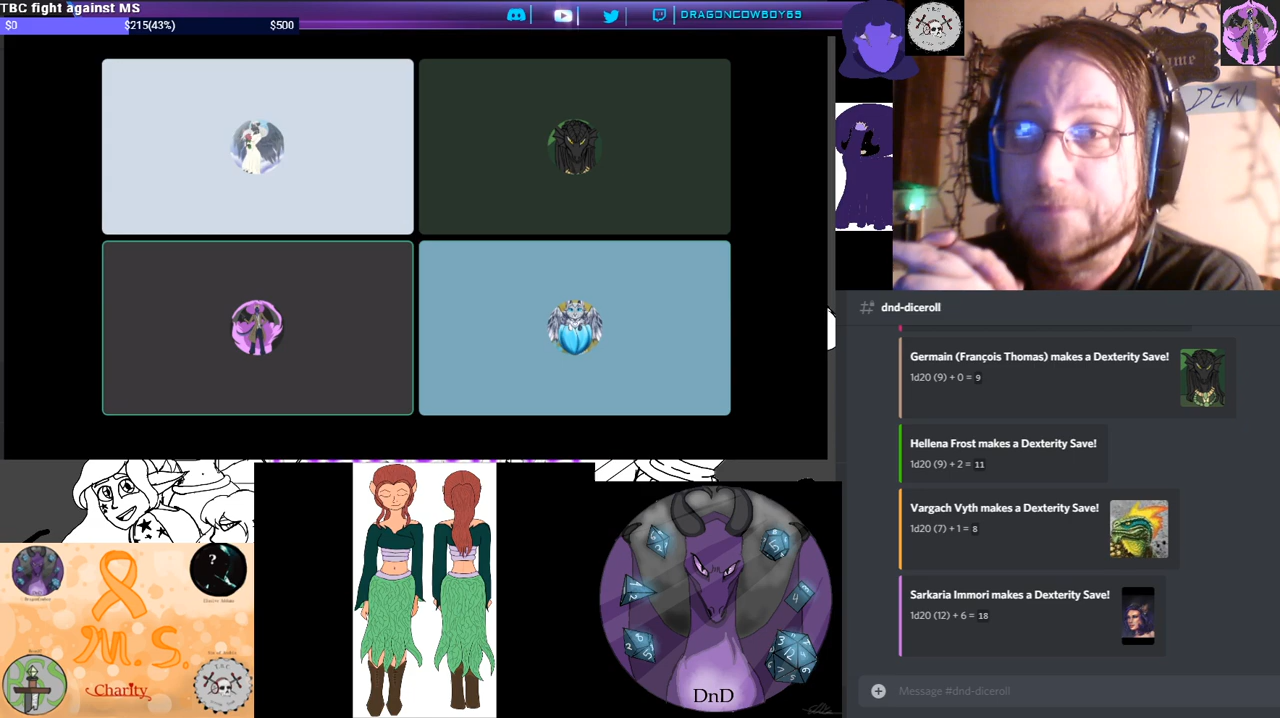 TBC fight against MS
$0 $215(43%) $500
DRAGONCOWBOY69
TBC
DEN
dnd-diceroll
Germain (François Thomas) makes a Dexterity Save!
1d20 (9) + 0 = 9
Hellena Frost makes a Dexterity Save!
1d20 (9) + 2 = 11
Vargach Vyth makes a Dexterity Save!
1d20 (7) + 1 = 8
Sarkaria Immori makes a Dexterity Save!
1d20 (12) + 6 = 18
Message #dnd-diceroll
?
M.S.
Charity
TBC
DnD